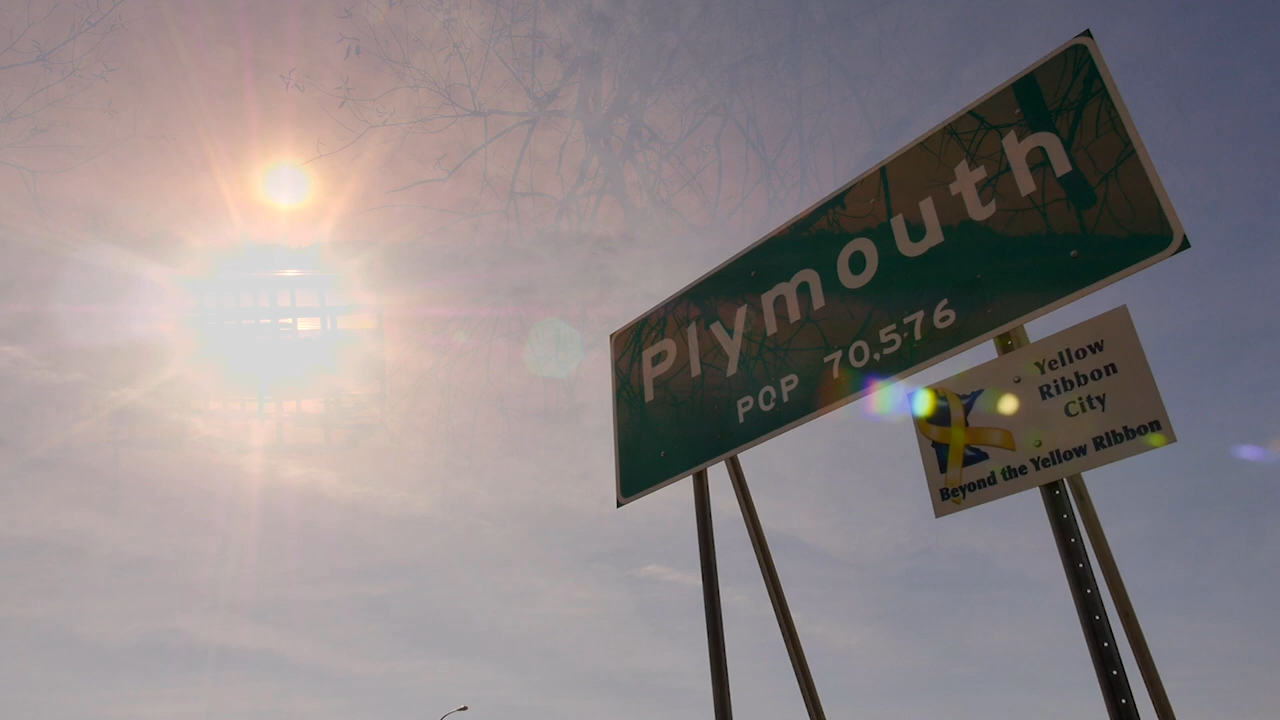 Plymouth
POP 70,576
Yellow
Ribbon
City
Beyond the Yellow Ribbon